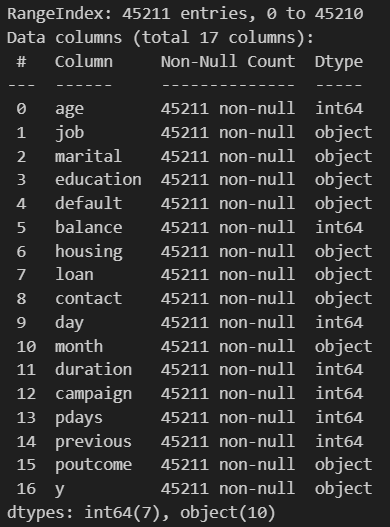 RangeIndex: 45211 entries, 0 to 45210
Data columns (total 17 columns):
 #   Column     Non-Null Count  Dtype
---  ------     --------------  -----
 0   age        45211 non-null  int64
 1   job        45211 non-null  object
 2   marital    45211 non-null  object
 3   education  45211 non-null  object
 4   default    45211 non-null  object
 5   balance    45211 non-null  int64
 6   housing    45211 non-null  object
 7   loan       45211 non-null  object
 8   contact    45211 non-null  object
 9   day        45211 non-null  int64
 10  month      45211 non-null  object
 11  duration   45211 non-null  int64
 12  campaign   45211 non-null  int64
 13  pdays      45211 non-null  int64
 14  previous   45211 non-null  int64
 15  poutcome   45211 non-null  object
 16  y          45211 non-null  object
dtypes: int64(7), object(10)